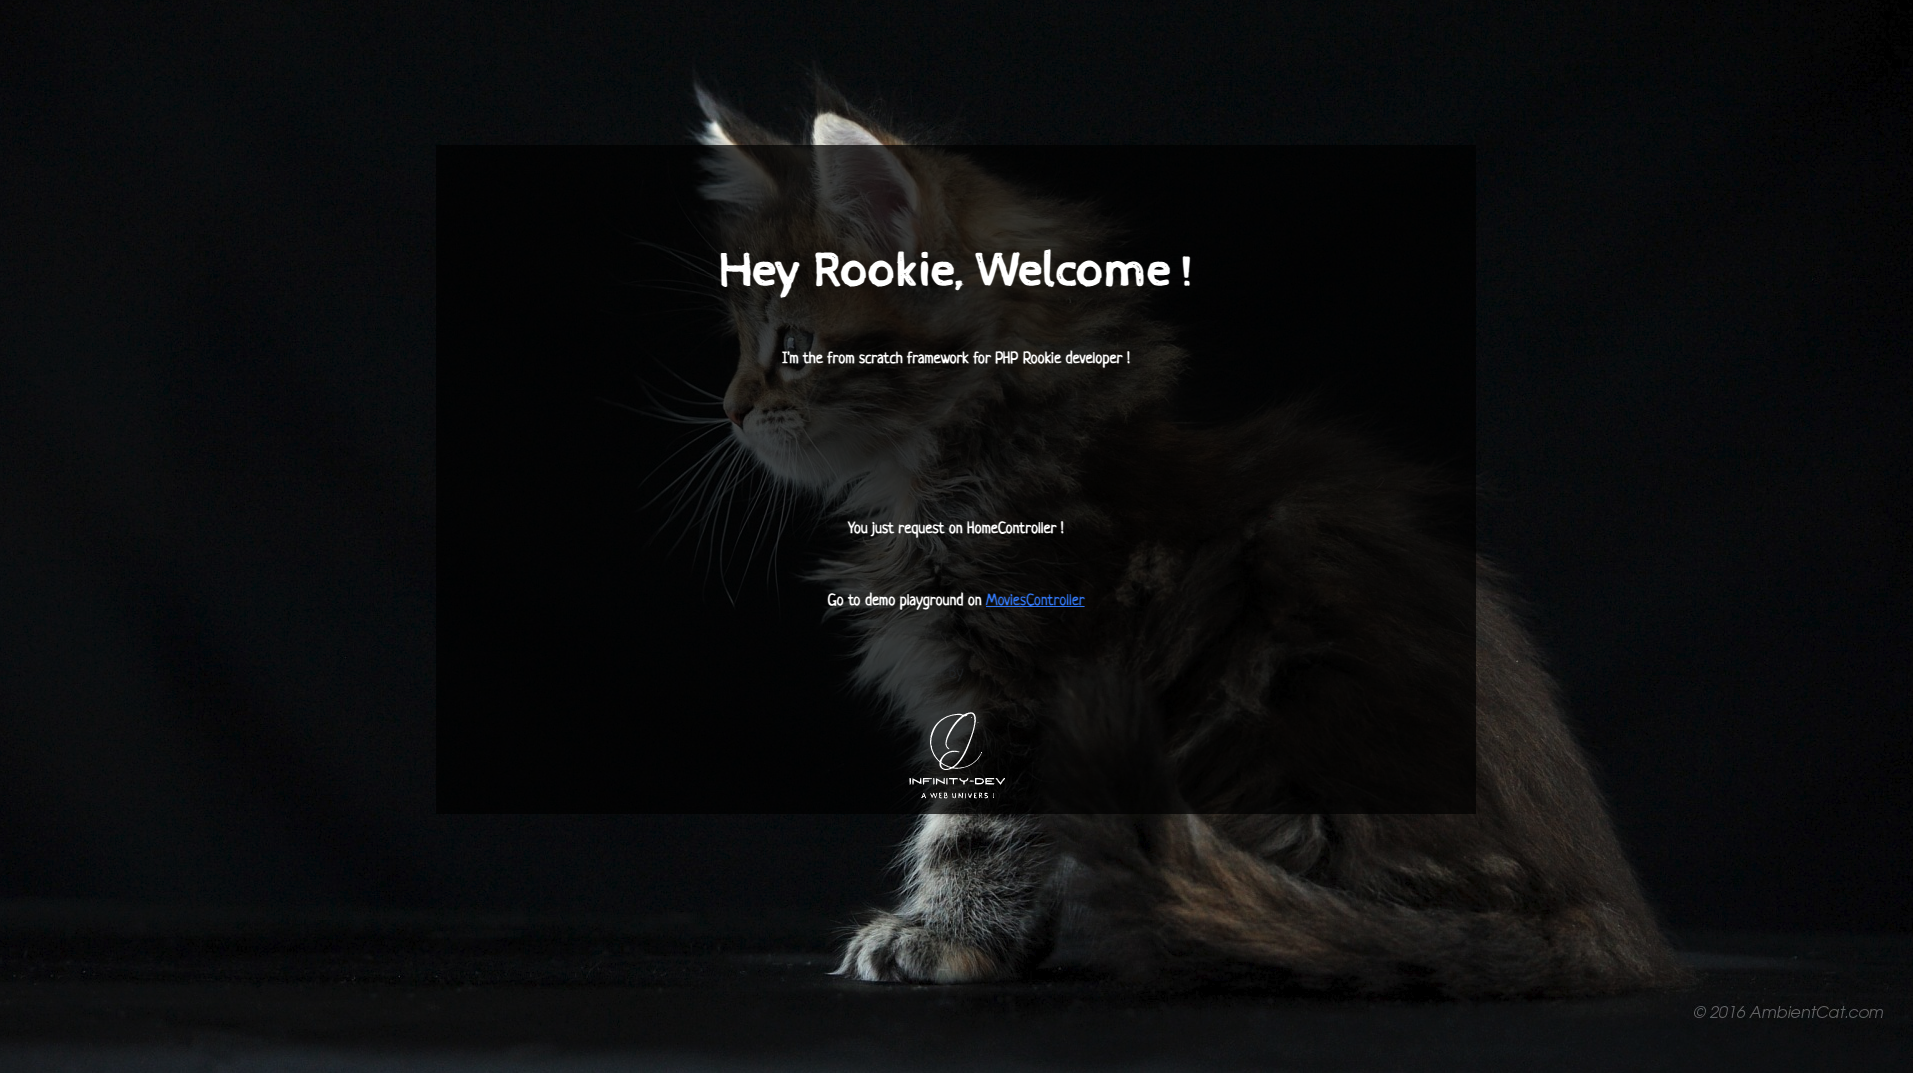 Hey Rookie, Welcome !
I'm the from scratch framework for PHP Rookie developer !
You just request on HomeController !
Go to demo playground on MoviesController
INFINITY-DEV
A WEB UNIVERS !
© 2016 AmbientCat.com